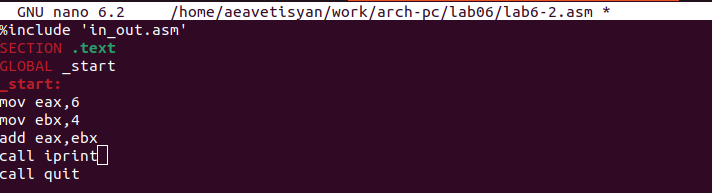 GNU nano 6.2 /home/aeavetisyan/work/arch-pc/lab06/lab6-2.asm *
%include 'in_out.asm'
SECTION .text
GLOBAL _start
_start:
mov eax,6
mov ebx,4
add eax,ebx
call iprint
call quit